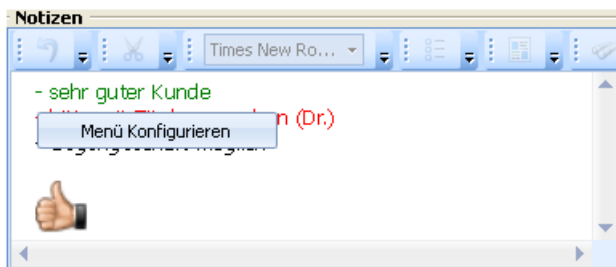 Notizen
Times New Ro...
- sehr guter Kunde
(Dr.)
Menü Konfigurieren